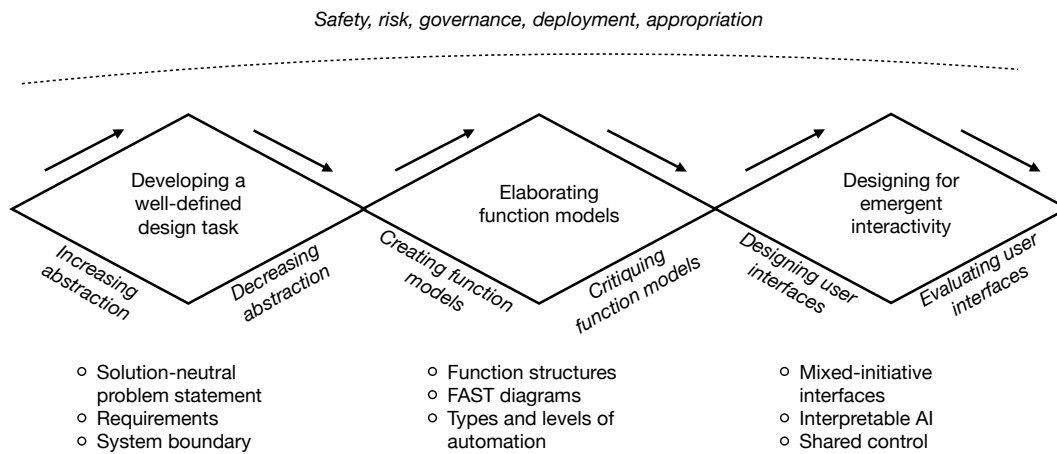 Safety, risk, governance, deployment, appropriation
Developing a
well-defined
design task
Increasing
abstraction
Decreasing
abstraction
Elaborating
function models
Creating function
models
Critiquing
function models
Designing for
emergent
interactivity
Designing user
interfaces
Evaluating user
interfaces
Solution-neutral
problem statement
Requirements
System boundary
Function structures
FAST diagrams
Types and levels of
automation
Mixed-initiative
interfaces
Interpretable AI
Shared control